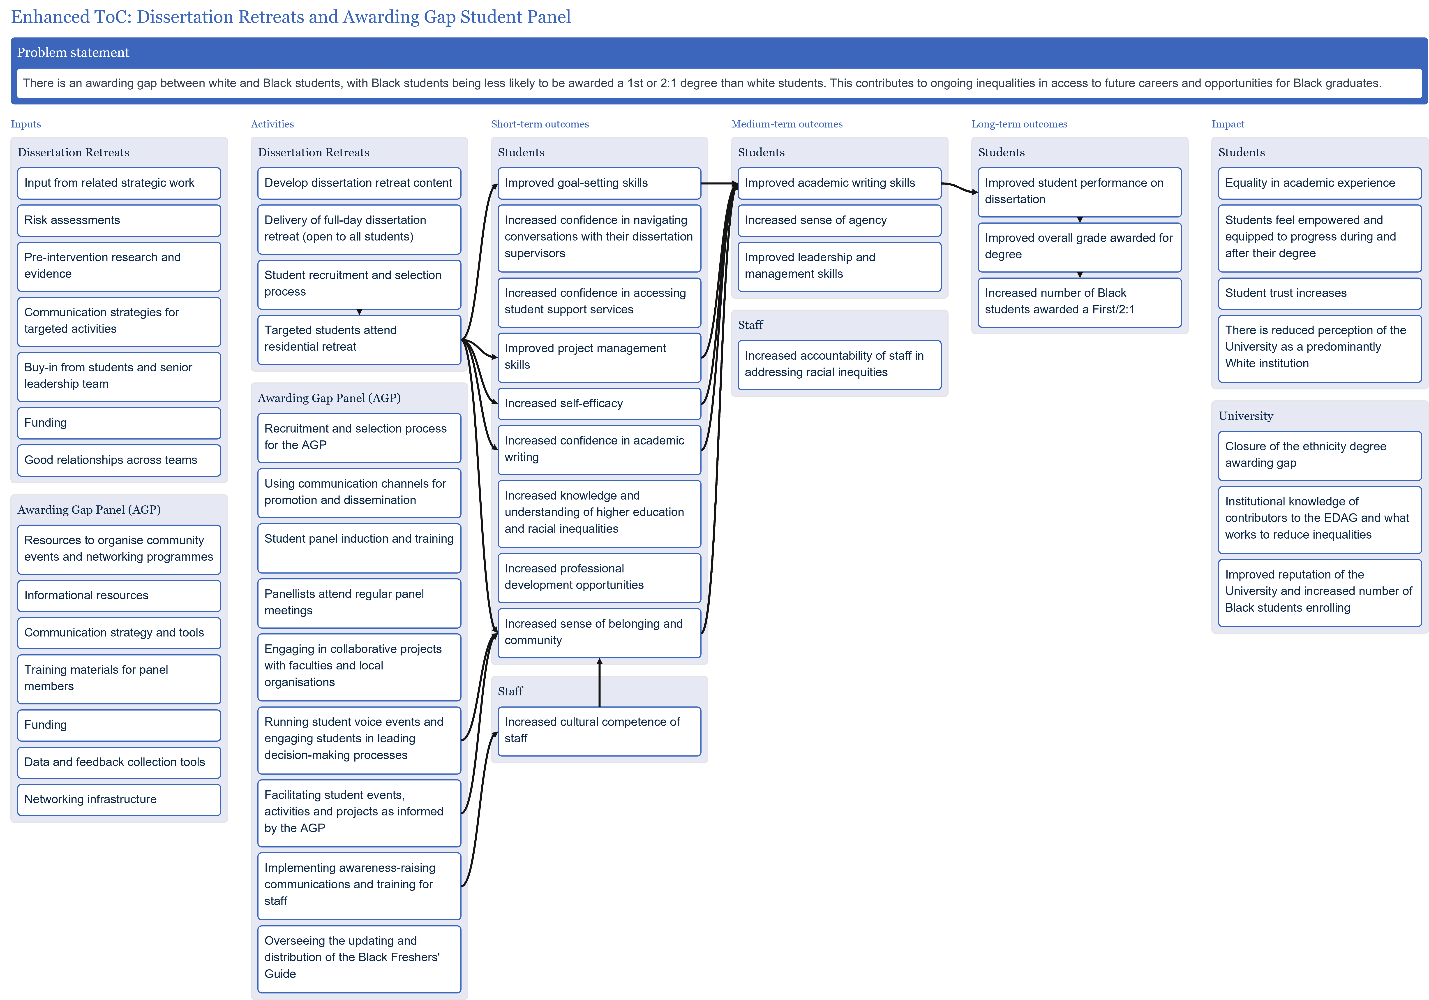 Enhanced ToC: Dissertation Retreats and Awarding Gap Student Panel
Problem statement
There is an awarding gap between white and Black students, with Black students being less likely to be awarded a 1st or 2:1 degree than white students. This contributes to ongoing inequalities in access to future careers and opportunities for Black graduates.
Inputs
Dissertation Retreats
Input from related strategic work
Risk assessments
Pre-intervention research and
evidence
Communication strategies for
targeted activities
Buy-in from students and senior
leadership team
Funding
Good relationships across teams
Awarding Gap Panel (AGP)
Resources to organise community
events and networking programmes
Informational resources
Communication strategy and tools
Training materials for panel
members
Funding
Data and feedback collection tools
Networking infrastructure
Activities
Dissertation Retreats
Develop dissertation retreat content
Delivery of full-day dissertation
retreat (open to all students)
Student recruitment and selection
process
Targeted students attend
residential retreat
Awarding Gap Panel (AGP)
Recruitment and selection process
for the AGP
Using communication channels for
promotion and dissemination
Student panel induction and training
Panellists attend regular panel
meetings
Engaging in collaborative projects
with faculties and local
organisations
Running student voice events and
engaging students in leading
decision-making processes
Facilitating student events,
activities and projects as informed
by the AGP
Implementing awareness-raising
communications and training for
staff
Overseeing the updating and
distribution of the Black Freshers'
Guide
Short-term outcomes
Students
Improved goal-setting skills
Increased confidence in navigating
conversations with their dissertation
supervisors
Increased confidence in accessing
student support services
Improved project management
skills
Increased self-efficacy
Increased confidence in academic
writing
Increased knowledge and
understanding of higher education
and racial inequalities
Increased professional
development opportunities
Increased sense of belonging and
community
Staff
Increased cultural competence of
staff
Medium-term outcomes
Students
Improved academic writing skills
Increased sense of agency
Improved leadership and
management skills
Staff
Increased accountability of staff in
addressing racial inequities
Long-term outcomes
Students
Improved student performance on
dissertation
Improved overall grade awarded for
degree
Increased number of Black
students awarded a First/2:1
Impact
Students
Equality in academic experience
Students feel empowered and
equipped to progress during and
after their degree
Student trust increases
There is reduced perception of the
University as a predominantly
White institution
University
Closure of the ethnicity degree
awarding gap
Institutional knowledge of
contributors to the EDAG and what
works to reduce inequalities
Improved reputation of the
University and increased number of
Black students enrolling